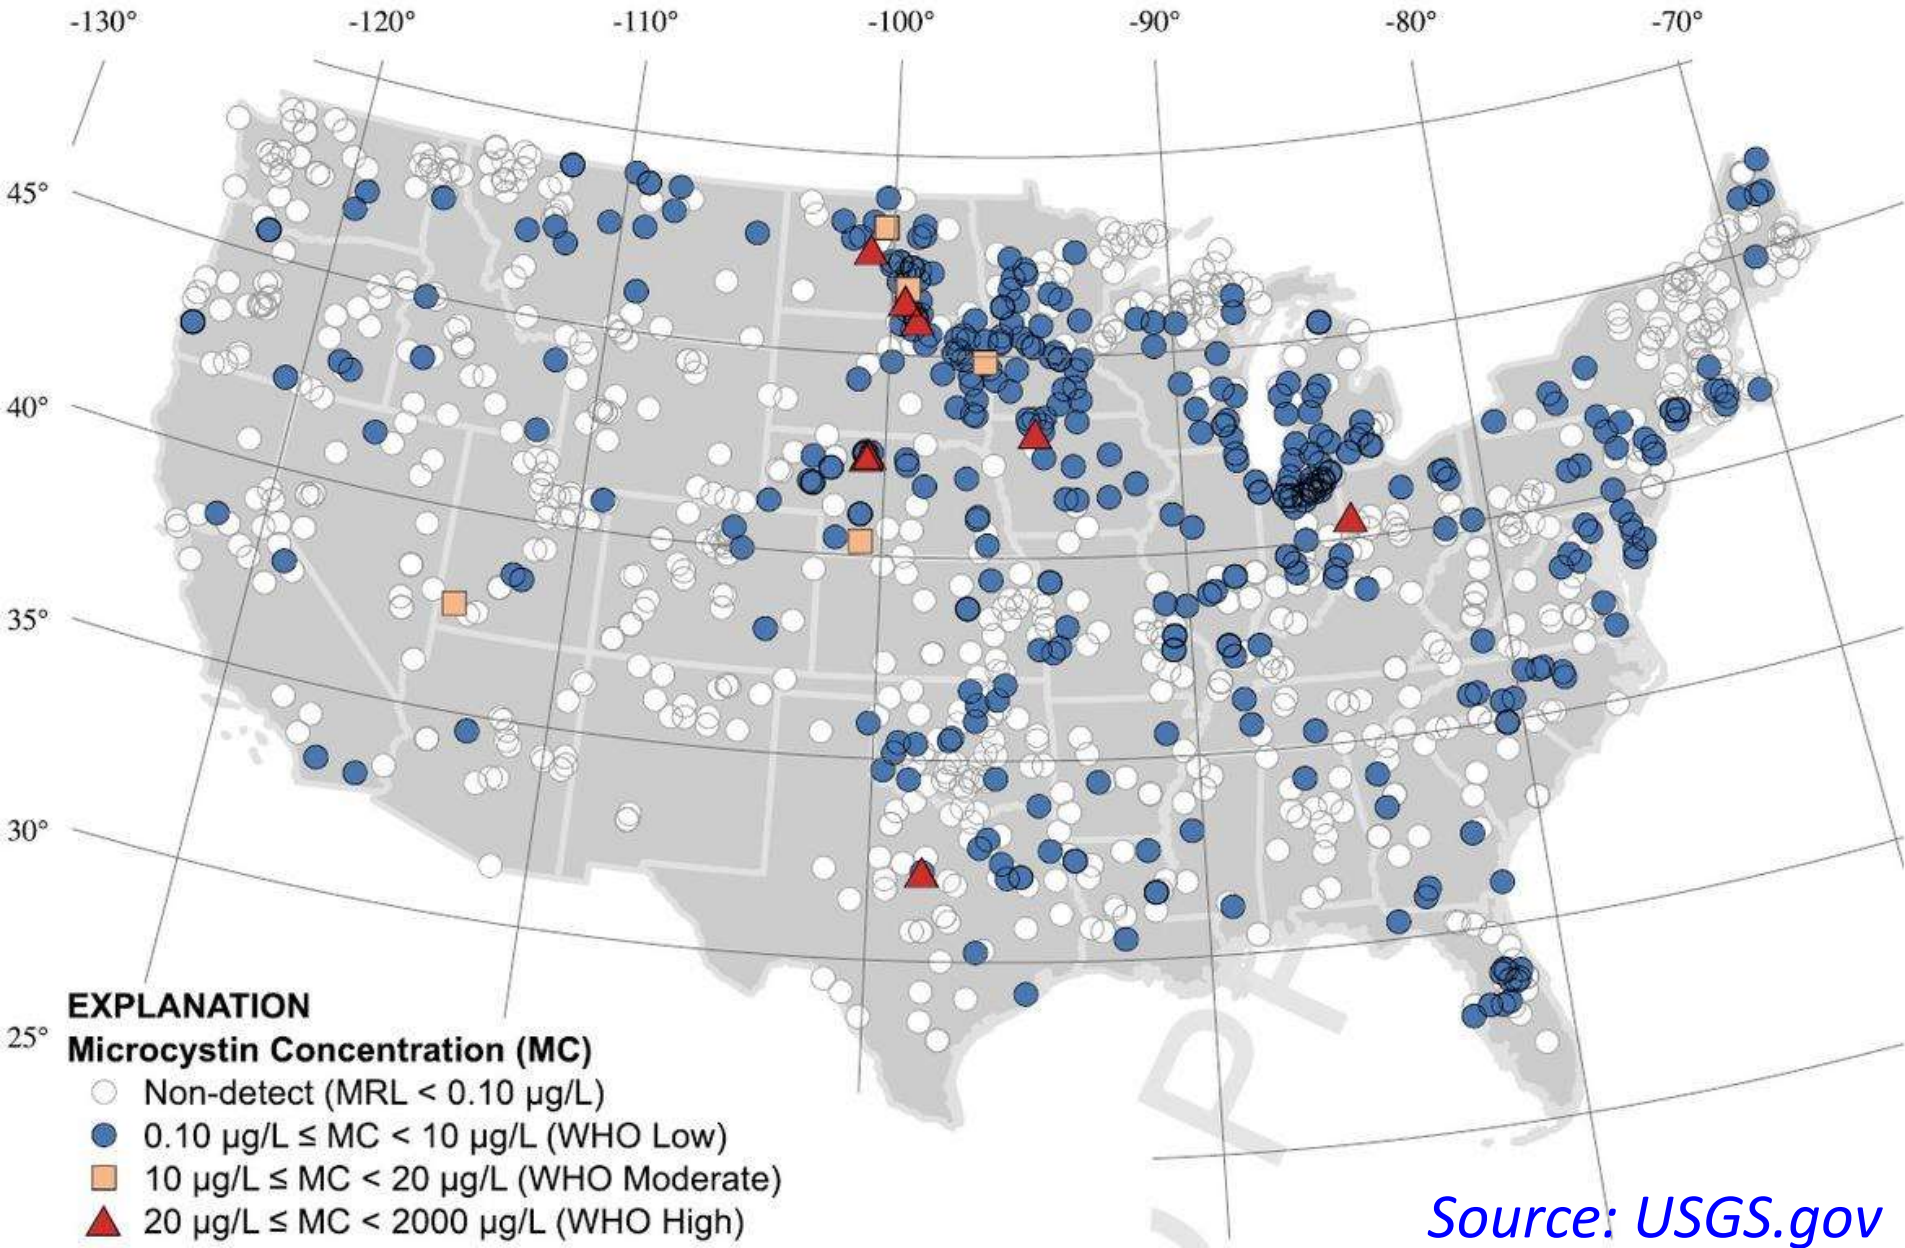 -130° -120° -110° -100° -90° -80° -70°
45°
40°
35°
30°
25°
EXPLANATION
Microcystin Concentration (MC)
Non-detect (MRL < 0.10 µg/L)
0.10 µg/L ≤ MC < 10 µg/L (WHO Low)
10 µg/L ≤ MC < 20 µg/L (WHO Moderate)
20 µg/L ≤ MC < 2000 µg/L (WHO High)
Source: USGS.gov